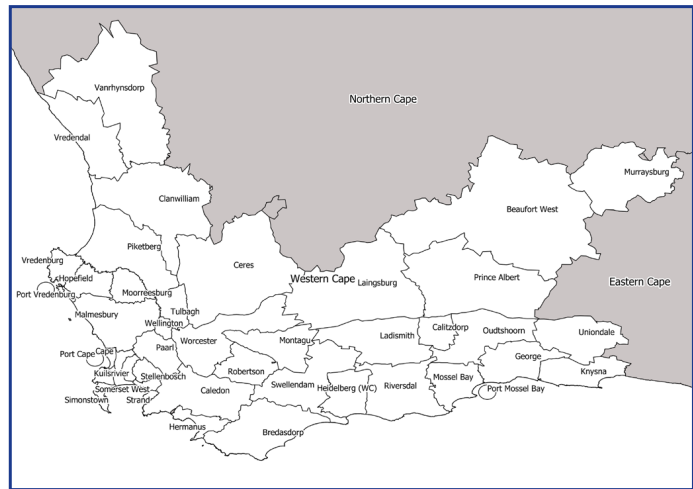 Vanrhynsdorp
Northern Cape
Vredendal
Murraysburg
Clanwilliam
Beaufort West
Piketberg
Vredenburg
Ceres
Hopefield
Western Cape
Laingsburg
Prince Albert
Eastern Cape
Port Vredenburg
Moorreesburg
Malmesbury
Tulbagh
Wellington
Calitzdorp
Oudtshoorn
Uniondale
Ladismith
Worcester
Montagu
Paarl
Port Cape
Cape
George
Kuilsrivier
Stellenbosch
Robertson
Mossel Bay
Knysna
Somerset West
Caledon
Swellendam
Heidelberg (WC)
Riversdal
Port Mossel Bay
Simonstown
Strand
Hermanus
Bredasdorp